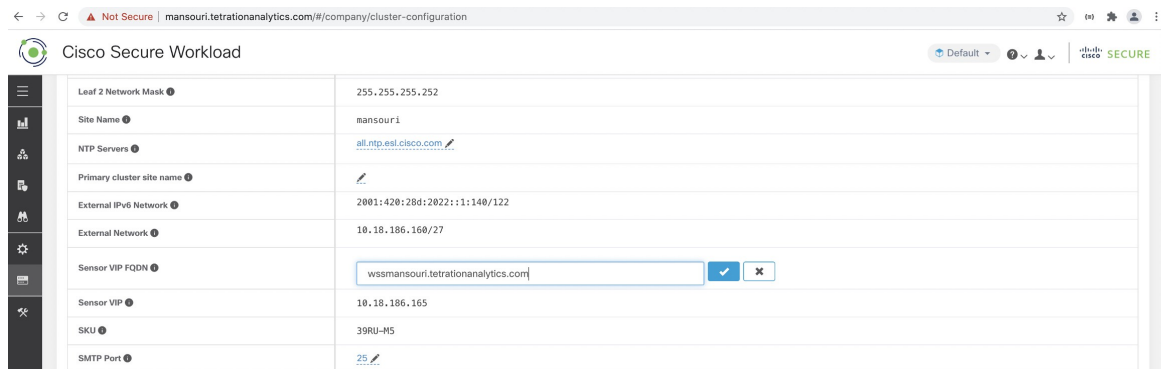 Not Secure | mansouri.tetrationanalytics.com/#/company/cluster-configuration
Cisco Secure Workload
Default
cisco SECURE
Leaf 2 Network Mask 255.255.255.252
Site Name mansouri
NTP Servers all.ntp.esl.cisco.com
Primary cluster site name
External IPv6 Network 2001:420:28d:2022::1:140/122
External Network 10.18.186.160/27
Sensor VIP FQDN wssmansouri.tetrationanalytics.com
Sensor VIP 10.18.186.165
SKU 39RU-M5
SMTP Port 25